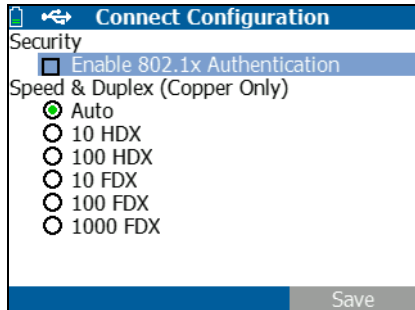 Connect Configuration
Security
Enable 802.1x Authentication
Speed & Duplex (Copper Only)
Auto
10 HDX
100 HDX
10 FDX
100 FDX
1000 FDX
Save